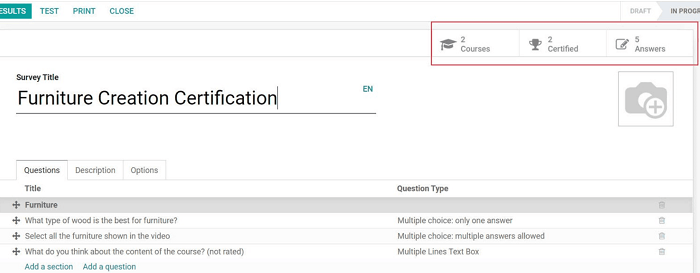 ESULTS TEST PRINT CLOSE DRAFT IN PROGR
2 Courses 2 Certified 5 Answers
Survey Title
Furniture Creation Certification EN
Questions Description Options
Title Question Type
Furniture
What type of wood is the best for furniture? Multiple choice: only one answer
Select all the furniture shown in the video Multiple choice: multiple answers allowed
What do you think about the content of the course? (not rated) Multiple Lines Text Box
Add a section Add a question